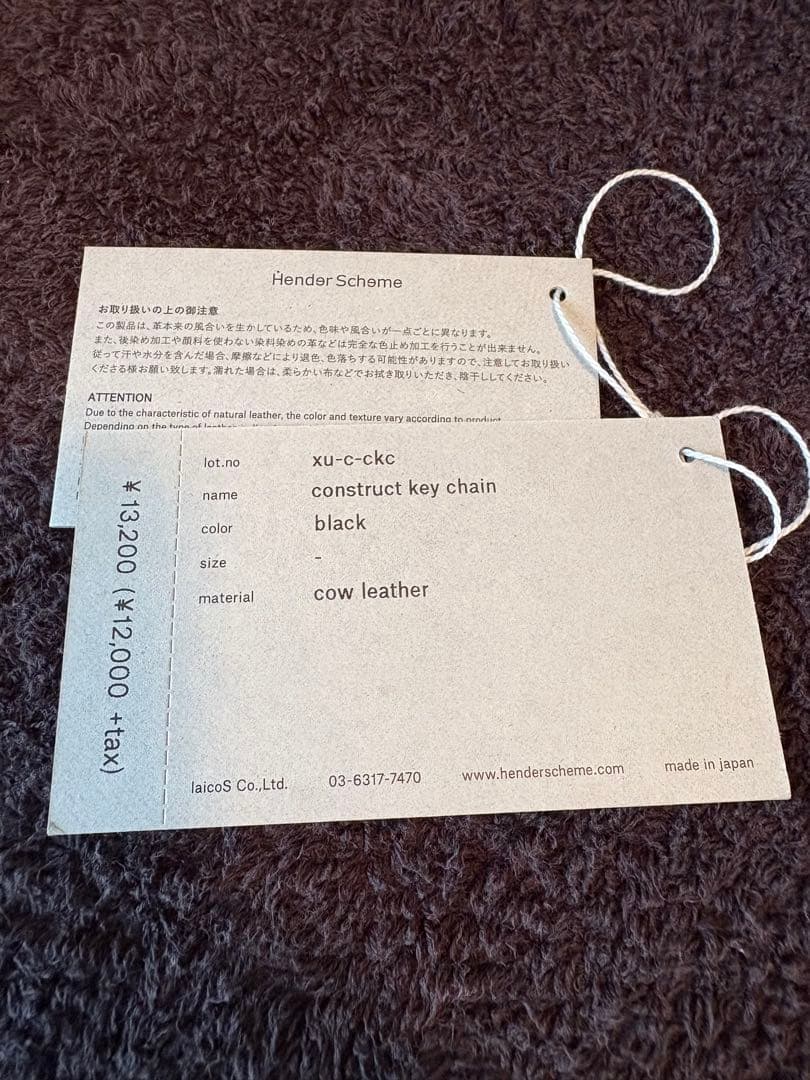 Hender Scheme
お取り扱いの上の御注意
この製品は、革本来の風合いを生かしているため、色味や風合いが一点ごとに異なります。
また、後染め加工や顔料を使わない染料染めの革などは完全な色止め加工を行うことが出来ません。
従って汗や水分を含んだ場合、摩擦などにより退色、色落ちする可能性がありますので、注意してお取り扱い
くださる様お願い致します。濡れた場合は、柔らかい布などでお拭き取りいただき、陰干ししてください。
ATTENTION
Due to the characteristic of natural leather, the color and texture vary according to product.
Depending on the type of
lot.no xu-c-ckc
name construct key chain
color black
size -
material cow leather
¥13,200 (¥12,000 +tax)
laicoS Co.,Ltd. 03-6317-7470 www.henderscheme.com made in japan